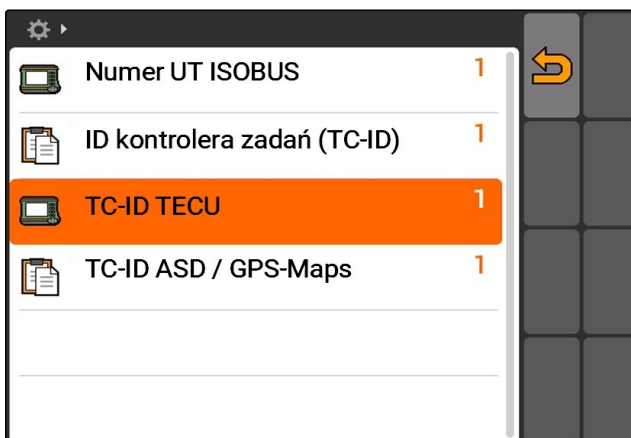 Numer UT ISOBUS 1
ID kontrolera zadań (TC-ID) 1
TC-ID TECU 1
TC-ID ASD / GPS-Maps 1